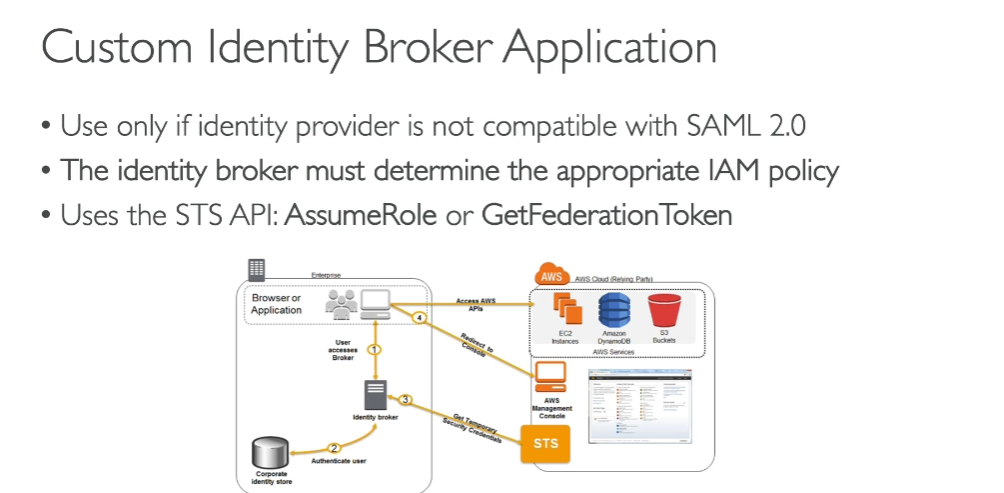 Custom Identity Broker Application
• Use only if identity provider is not compatible with SAML 2.0
• The identity broker must determine the appropriate IAM policy
• Uses the STS API: AssumeRole or GetFederationToken
Enterprise
Browser or
Application
User
accesses
Broker
1
Identity broker
2
Authenticate user
Corporate
identity store
3
Get Temporary
Security Credentials
4
Access AWS
APIs
Redirect to
Console
AWS
AWS Cloud (Relying Party)
EC2
Instances
Amazon
DynamoDB
S3
Buckets
AWS Services
AWS
Management
Console
STS